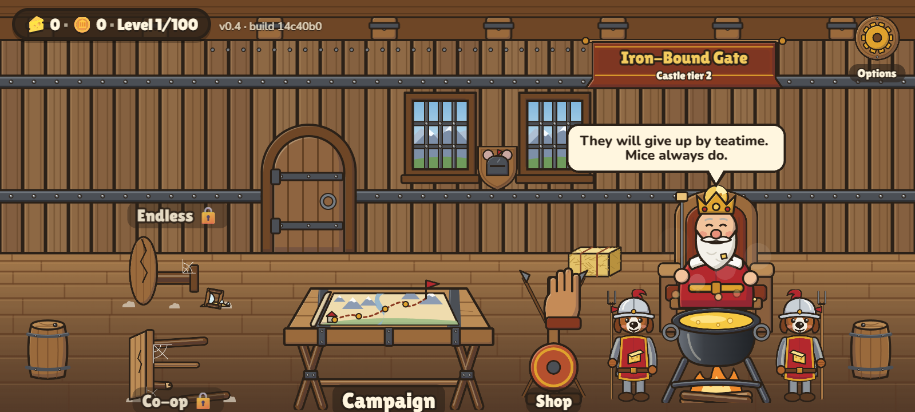 0 · 0 · Level 1/100
v0.4 · build 14c40b0
Iron-Bound Gate
Castle tier 2
Options
They will give up by teatime.
Mice always do.
Endless
Co-op
Campaign
Shop